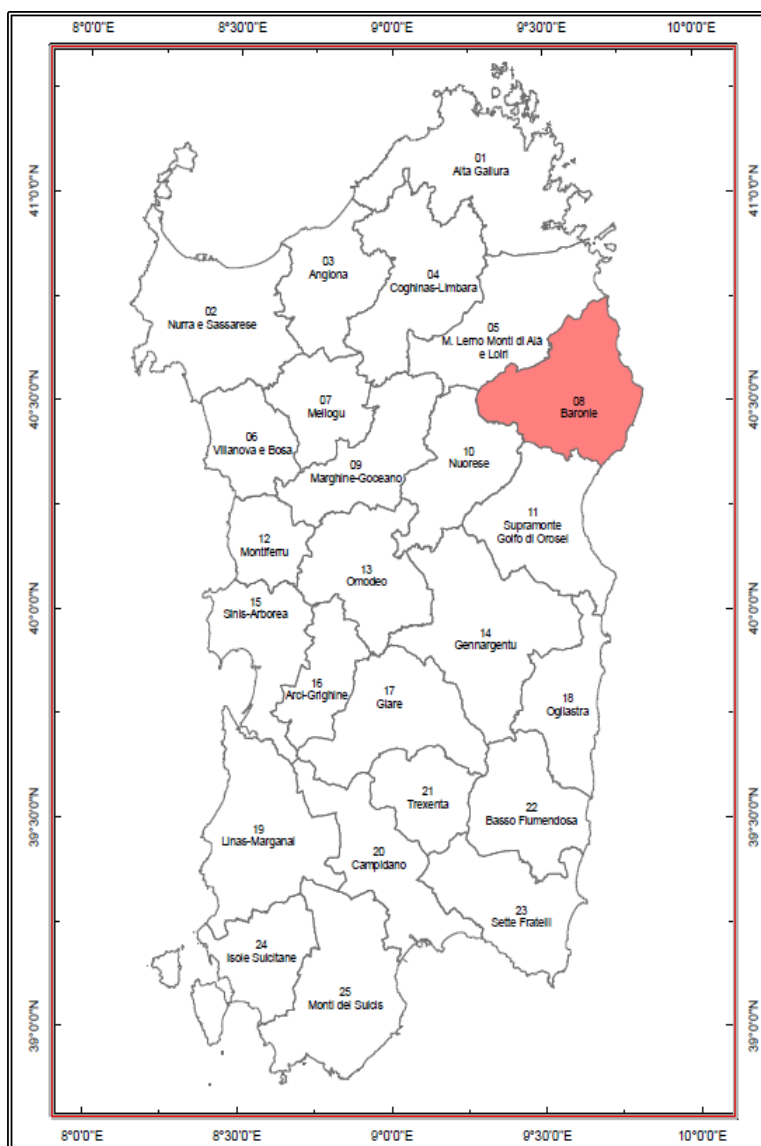 8°0'0"E 8°30'0"E 9°0'0"E 9°30'0"E 10°0'0"E
41°0'0"N
41°0'0"N
40°30'0"N
40°30'0"N
40°0'0"N
40°0'0"N
39°30'0"N
39°30'0"N
39°0'0"N
39°0'0"N
01
Alta Gallura
03
Anglona
04
Coghinas-Limbara
02
Nurra e Sassarese
05
M. Lerno Monti di Alà
e Loiri
07
Meilogu
08
Baronie
06
Villanova e Bosa
09
Marghine-Goceano
10
Nuorese
11
Supramonte
Golfo di Orosei
12
Montiferru
13
Omodeo
15
Sinis-Arborea
14
Gennargentu
16
Arci-Grighine
17
Giare
18
Ogliastra
21
Trexenta
22
Basso Flumendosa
19
Linas-Marganai
20
Campidano
23
Sette Fratelli
24
Isole Sulcitane
25
Monti del Sulcis
8°0'0"E 8°30'0"E 9°0'0"E 9°30'0"E 10°0'0"E